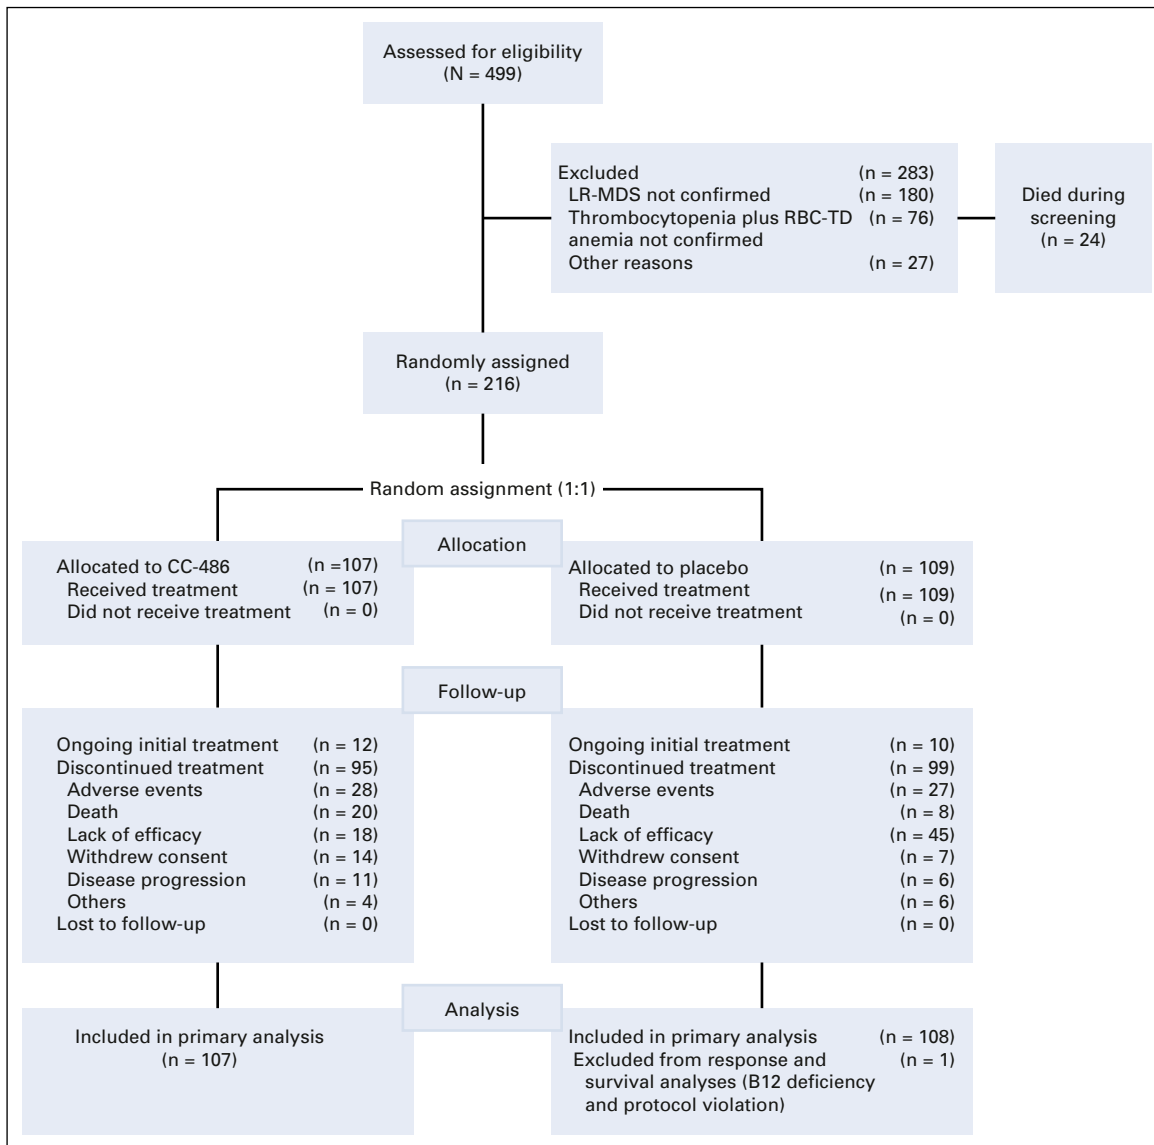 Assessed for eligibility
(N = 499)
Excluded (n = 283)
LR-MDS not confirmed (n = 180)
Thrombocytopenia plus RBC-TD (n = 76)
anemia not confirmed
Other reasons (n = 27)
Died during
screening
(n = 24)
Randomly assigned
(n = 216)
Random assignment (1:1)
Allocation
Allocated to CC-486 (n =107)
Received treatment (n = 107)
Did not receive treatment (n = 0)
Allocated to placebo (n = 109)
Received treatment (n = 109)
Did not receive treatment (n = 0)
Follow-up
Ongoing initial treatment (n = 12)
Discontinued treatment (n = 95)
Adverse events (n = 28)
Death (n = 20)
Lack of efficacy (n = 18)
Withdrew consent (n = 14)
Disease progression (n = 11)
Others (n = 4)
Lost to follow-up (n = 0)
Ongoing initial treatment (n = 10)
Discontinued treatment (n = 99)
Adverse events (n = 27)
Death (n = 8)
Lack of efficacy (n = 45)
Withdrew consent (n = 7)
Disease progression (n = 6)
Others (n = 6)
Lost to follow-up (n = 0)
Analysis
Included in primary analysis
(n = 107)
Included in primary analysis (n = 108)
Excluded from response and (n = 1)
survival analyses (B12 deficiency
and protocol violation)